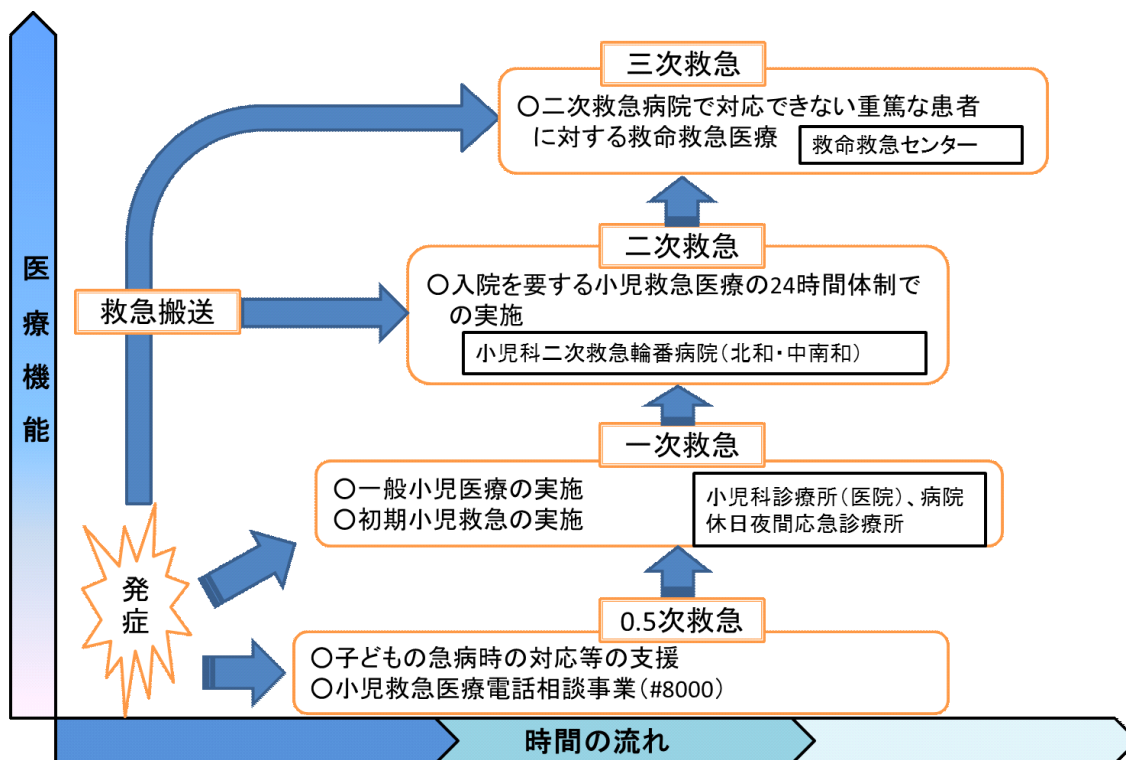 三次救急
○二次救急病院で対応できない重篤な患者
に対する救命救急医療
救命救急センター
二次救急
○入院を要する小児救急医療の24時間体制で
の実施
小児科二次救急輪番病院（北和・中南和）
救急搬送
医療機能
一次救急
○一般小児医療の実施
○初期小児救急の実施
小児科診療所（医院）、病院
休日夜間応急診療所
発症
0.5次救急
○子どもの急病時の対応等の支援
○小児救急医療電話相談事業（#8000）
時間の流れ